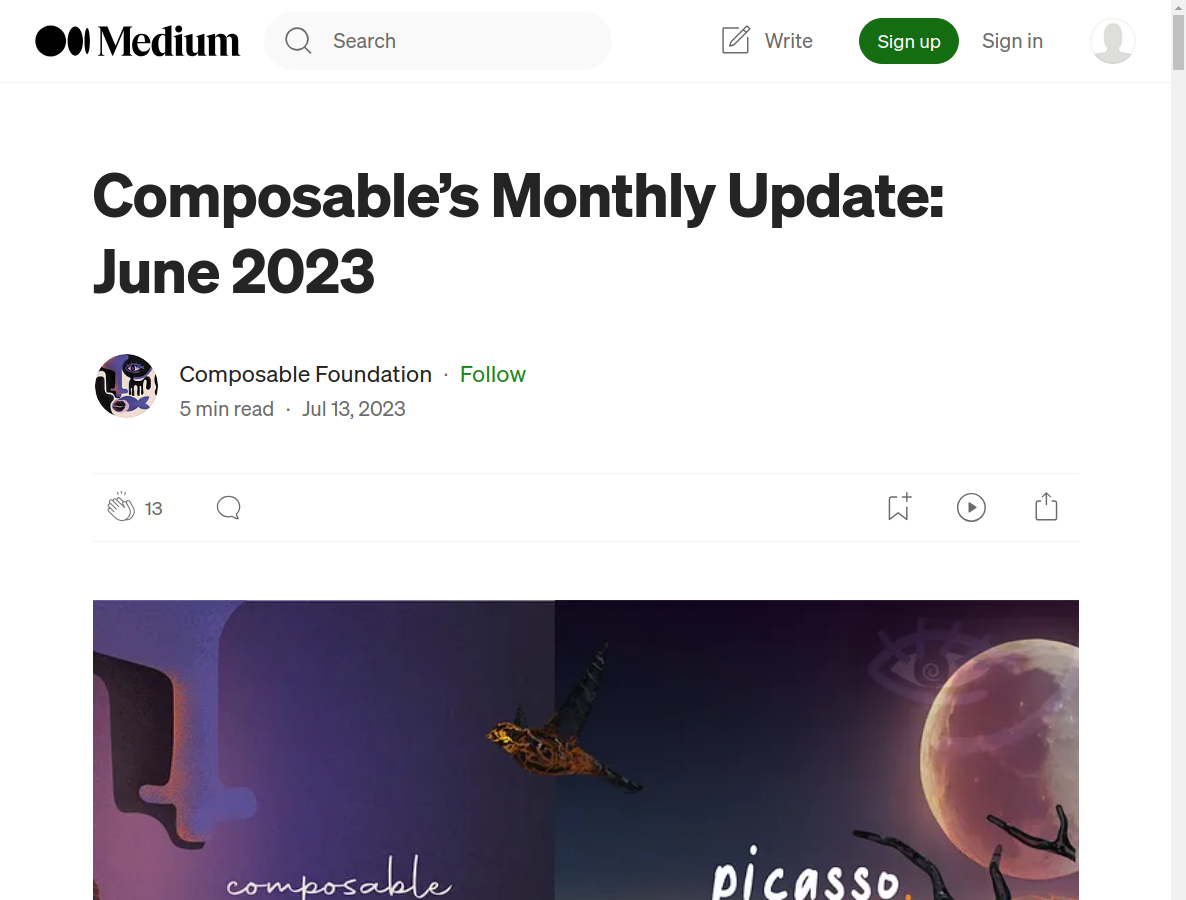 Medium
Search
Write
Sign up
Sign in
Composable’s Monthly Update:
June 2023
Composable Foundation · Follow
5 min read · Jul 13, 2023
13
composable
picasso.